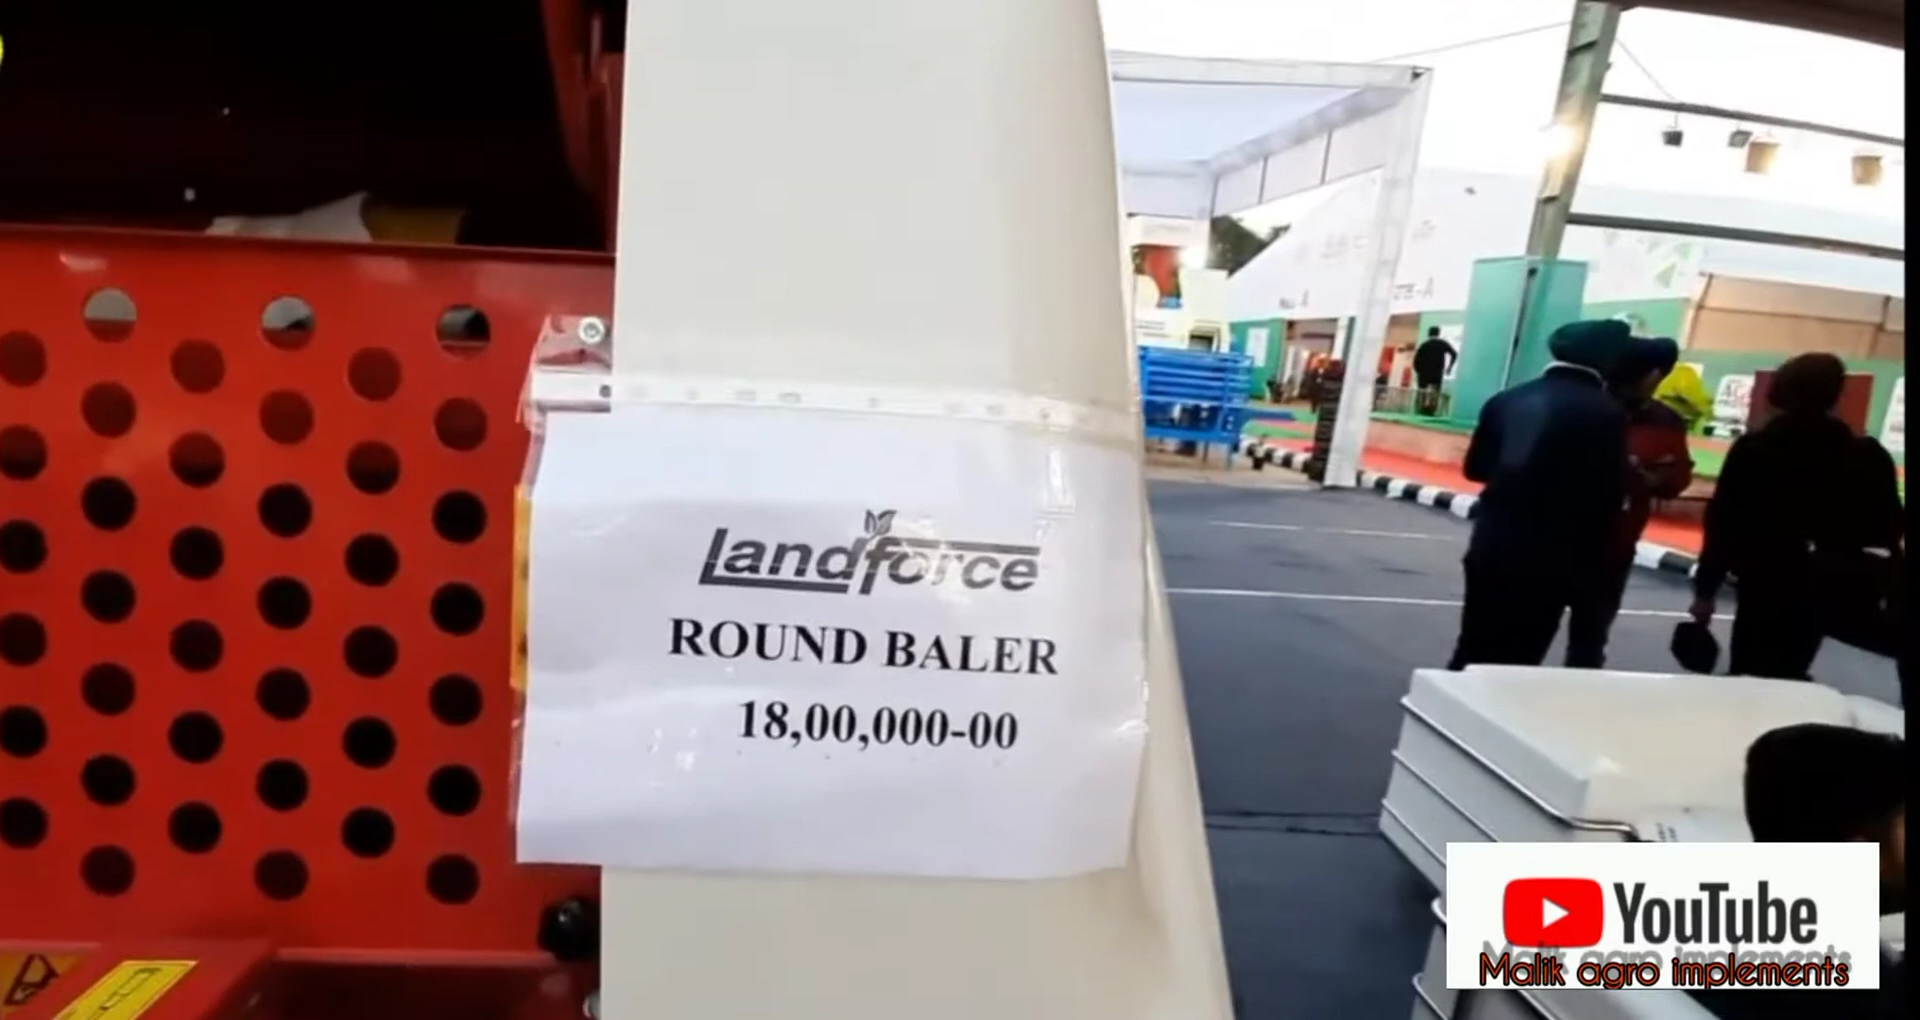 Landforce
ROUND BALER
18,00,000-00
YouTube
Malik agro implements